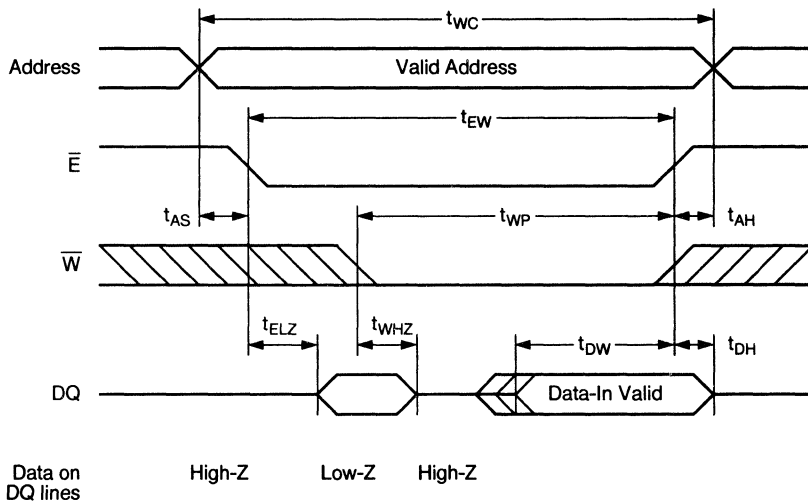 tWC
Address
Valid Address
tEW
E
tAS
tWP
tAH
W
tELZ
tWHZ
tDW
tDH
DQ
Data-In Valid
Data on
DQ lines
High-Z
Low-Z
High-Z